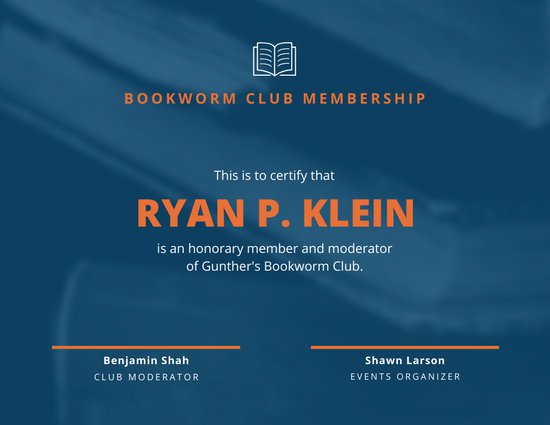 BOOKWORM CLUB MEMBERSHIP
This is to certify that
RYAN P. KLEIN
is an honorary member and moderator
of Gunther's Bookworm Club.
Benjamin Shah
CLUB MODERATOR
Shawn Larson
EVENTS ORGANIZER